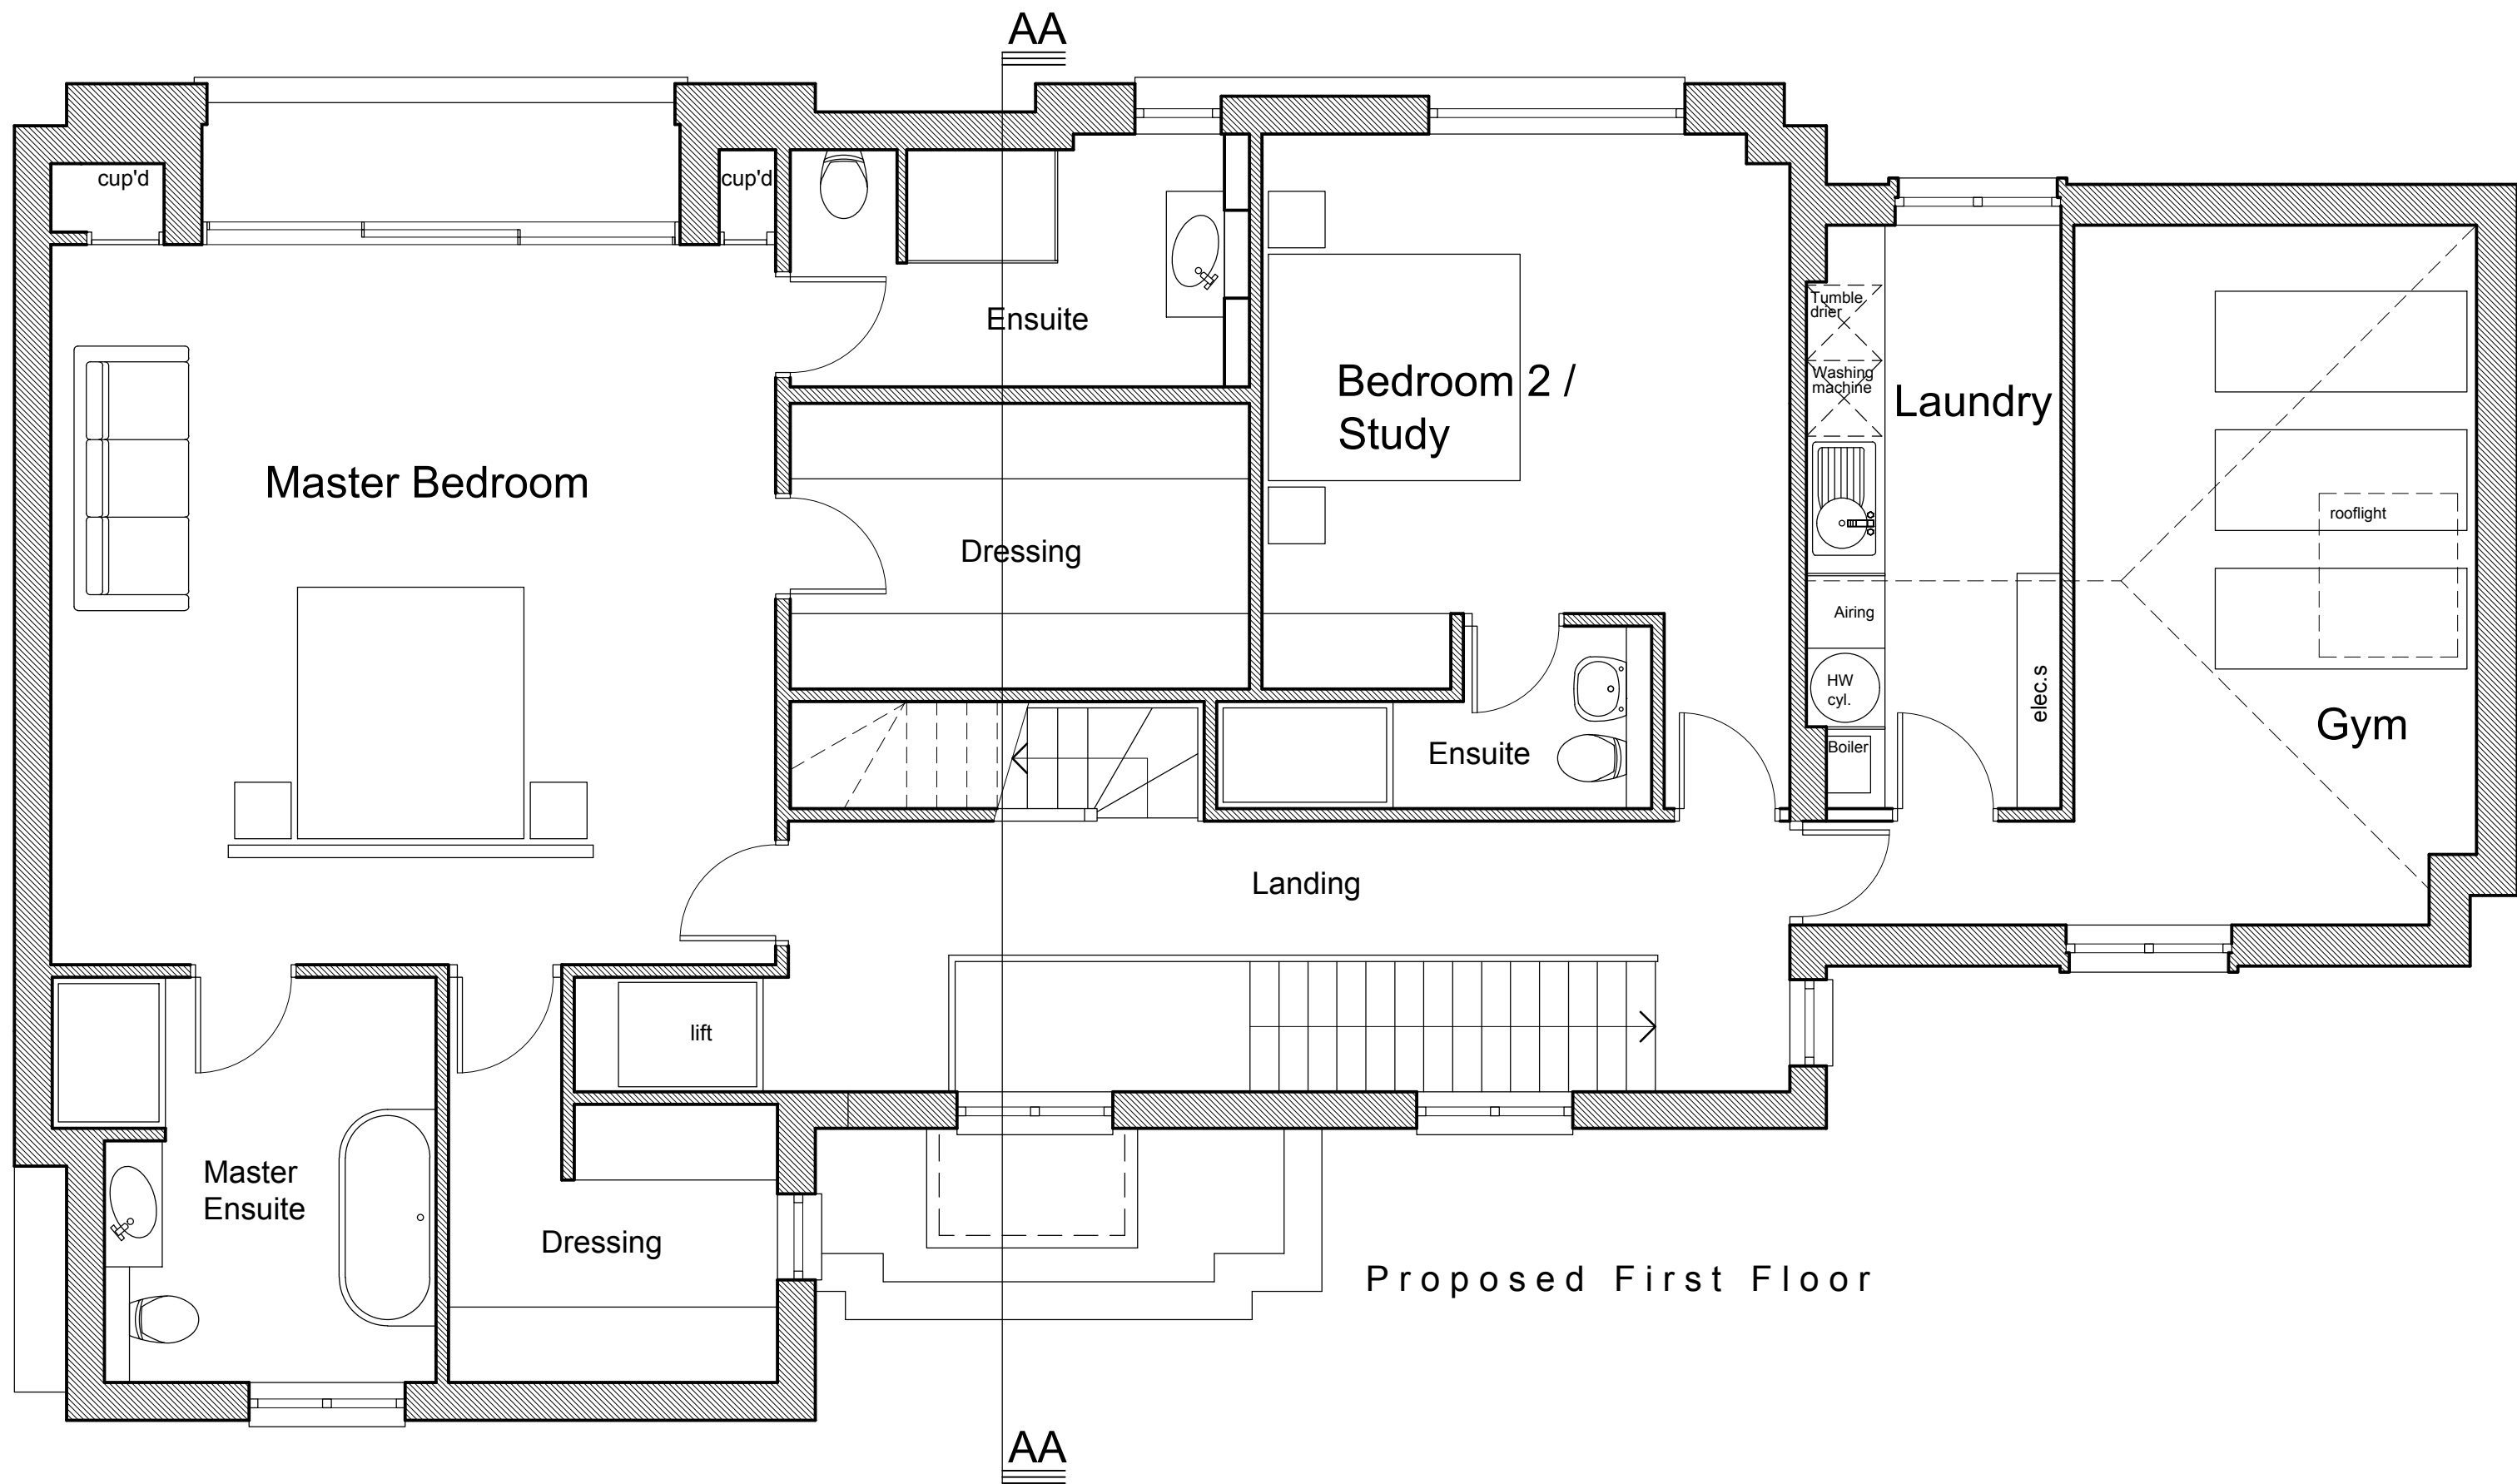 AA
cup'd
cup'd
Ensuite
Tumble
drier
Washing
machine
Bedroom 2 /
Study
Laundry
Master Bedroom
rooflight
Dressing
Airing
HW
cyl.
elec.s
Gym
Boiler
Ensuite
Landing
lift
Master
Ensuite
Dressing
Proposed First Floor
AA